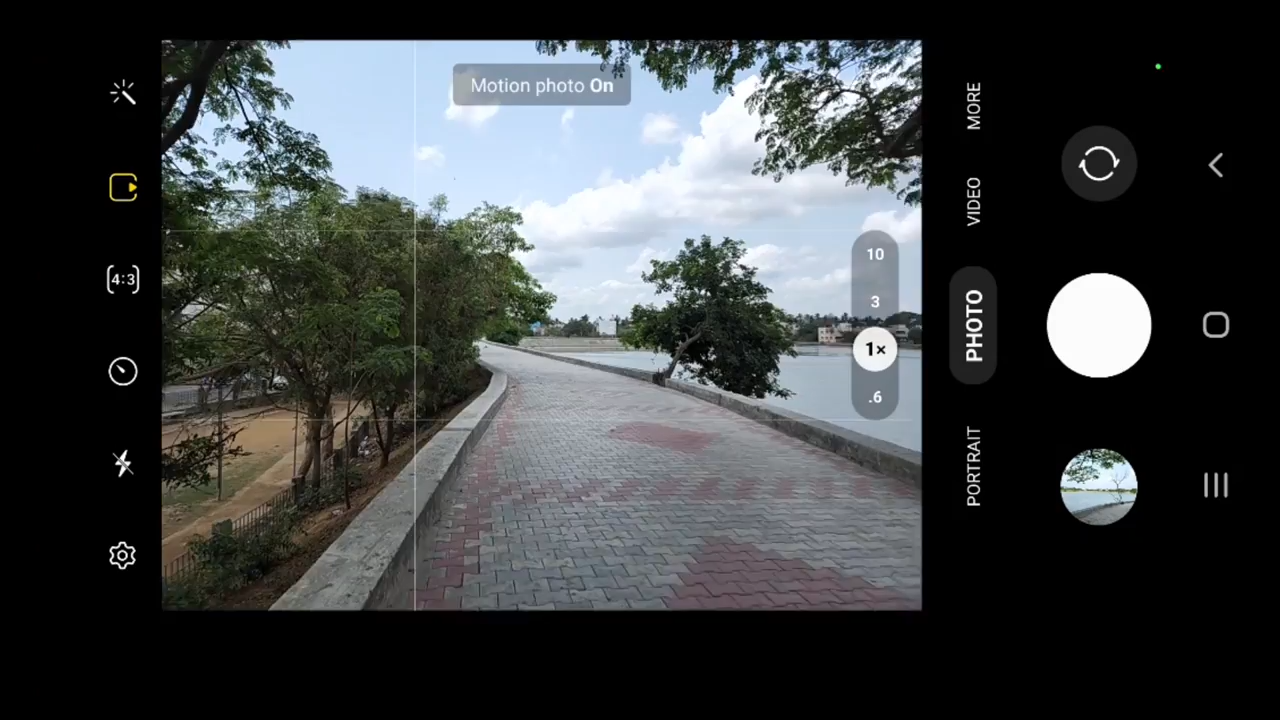 Motion photo On
4:3
10
3
1×
.6
MORE
VIDEO
PHOTO
PORTRAIT